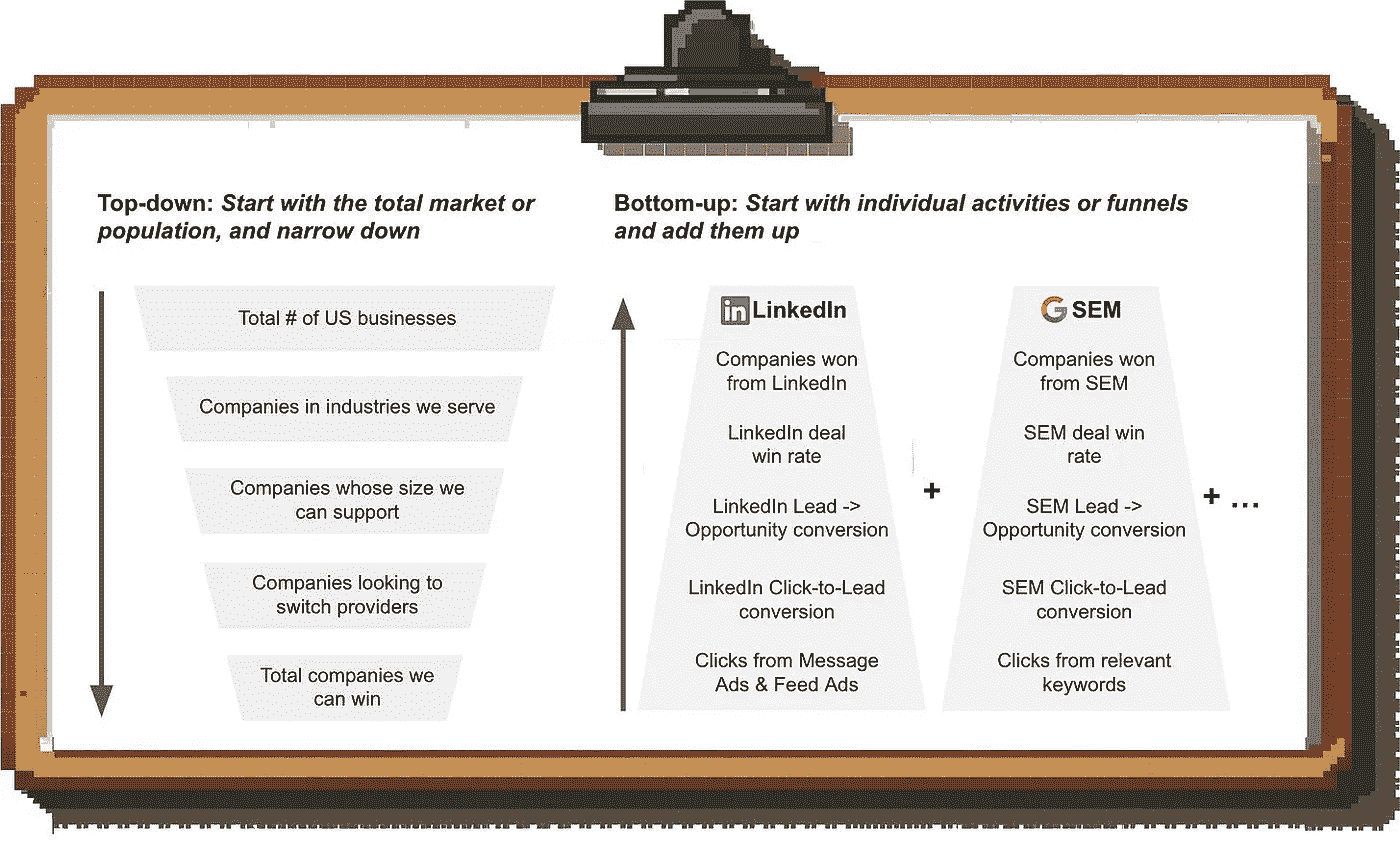 Top-down: Start with the total market or
population, and narrow down
Total # of US businesses
Companies in industries we serve
Companies whose size we
can support
Companies looking to
switch providers
Total companies we
can win
Bottom-up: Start with individual activities or funnels
and add them up
in LinkedIn
Companies won
from LinkedIn
LinkedIn deal
win rate
LinkedIn Lead ->
Opportunity conversion
LinkedIn Click-to-Lead
conversion
Clicks from Message
Ads & Feed Ads
+
G SEM
Companies won
from SEM
SEM deal win
rate
SEM Lead ->
Opportunity conversion
SEM Click-to-Lead
conversion
Clicks from relevant
keywords
+ ...